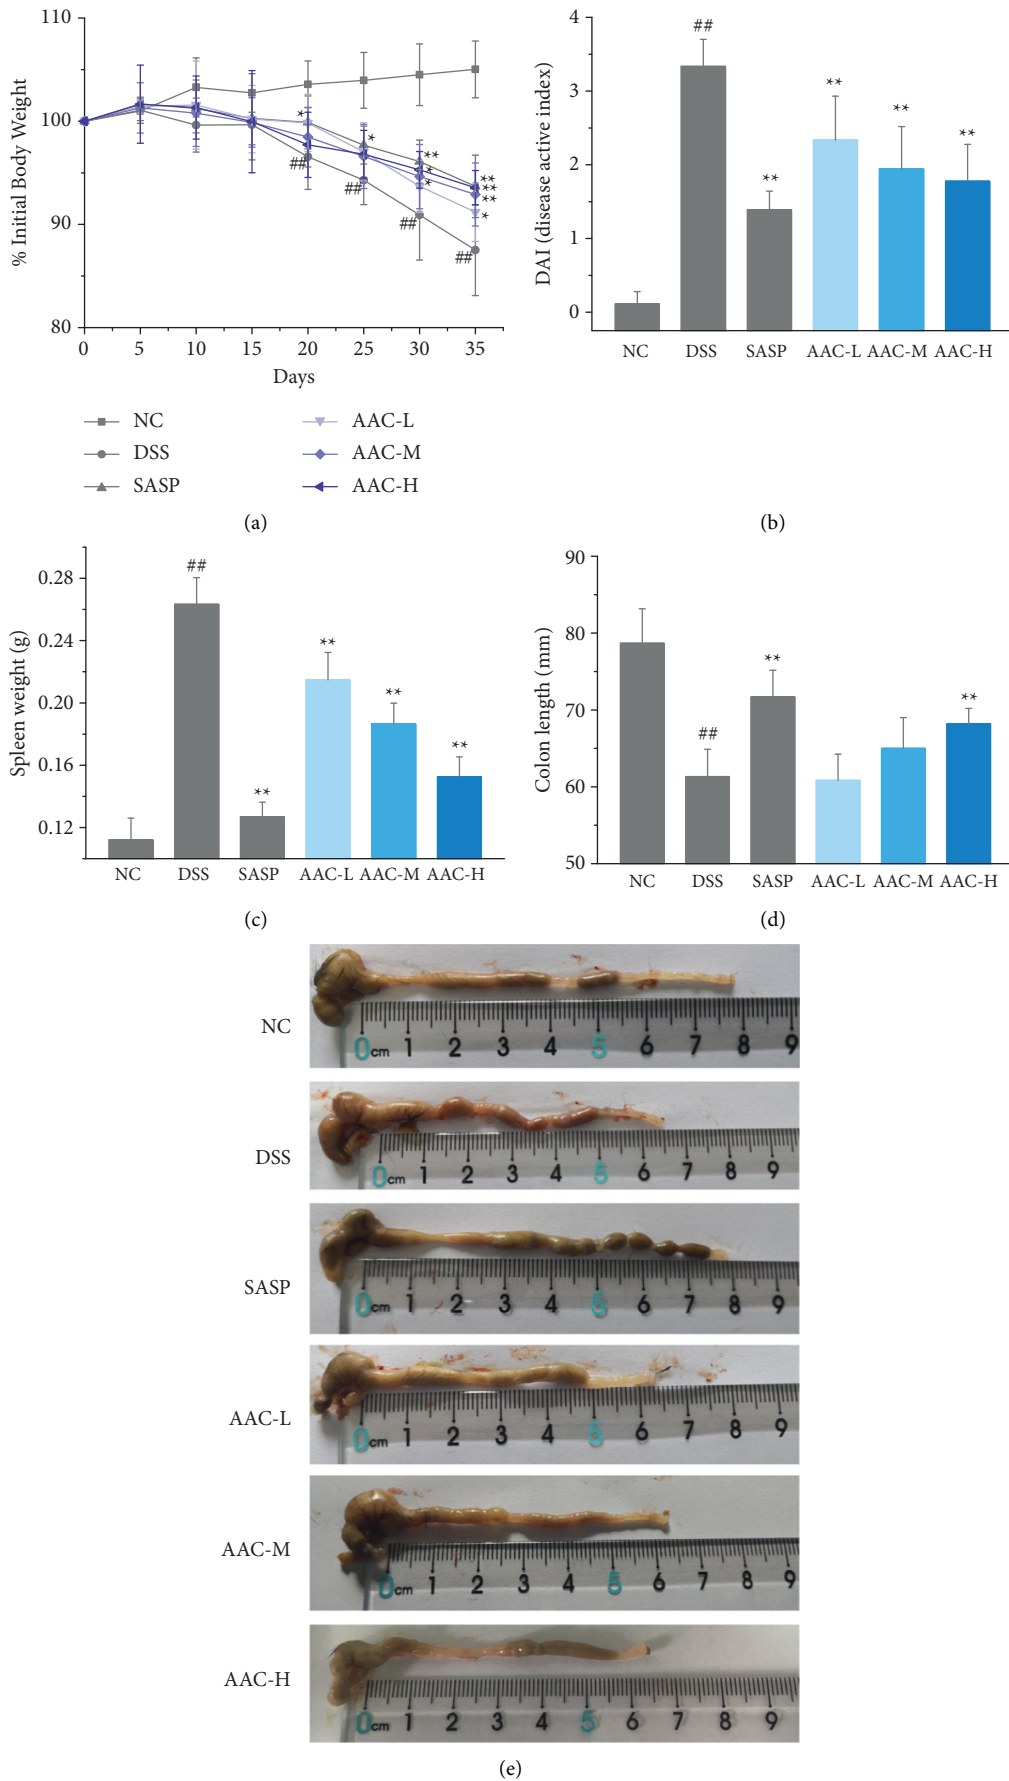 110
100
90
80
% Initial Body Weight
*
*
**
*
*
**
**
**
*
##
##
##
##
0 5 10 15 20 25 30 35
Days
NC
DSS
SASP
AAC-L
AAC-M
AAC-H
(a)
4
3
2
1
0
DAI (disease active index)
##
**
**
**
**
NC DSS SASP AAC-L AAC-M AAC-H
(b)
0.28
0.24
0.20
0.16
0.12
Spleen weight (g)
##
**
**
**
**
NC DSS SASP AAC-L AAC-M AAC-H
(c)
90
80
70
60
50
Colon length (mm)
##
**
**
NC DSS SASP AAC-L AAC-M AAC-H
(d)
NC
0cm 1 2 3 4 5 6 7 8 9
DSS
0cm 1 2 3 4 5 6 7 8 9
SASP
0cm 1 2 3 4 5 6 7 8 9
AAC-L
0cm 1 2 3 4 5 6 7 8 9
AAC-M
0cm 1 2 3 4 5 6 7 8 9
AAC-H
0cm 1 2 3 4 5 6 7 8 9
(e)